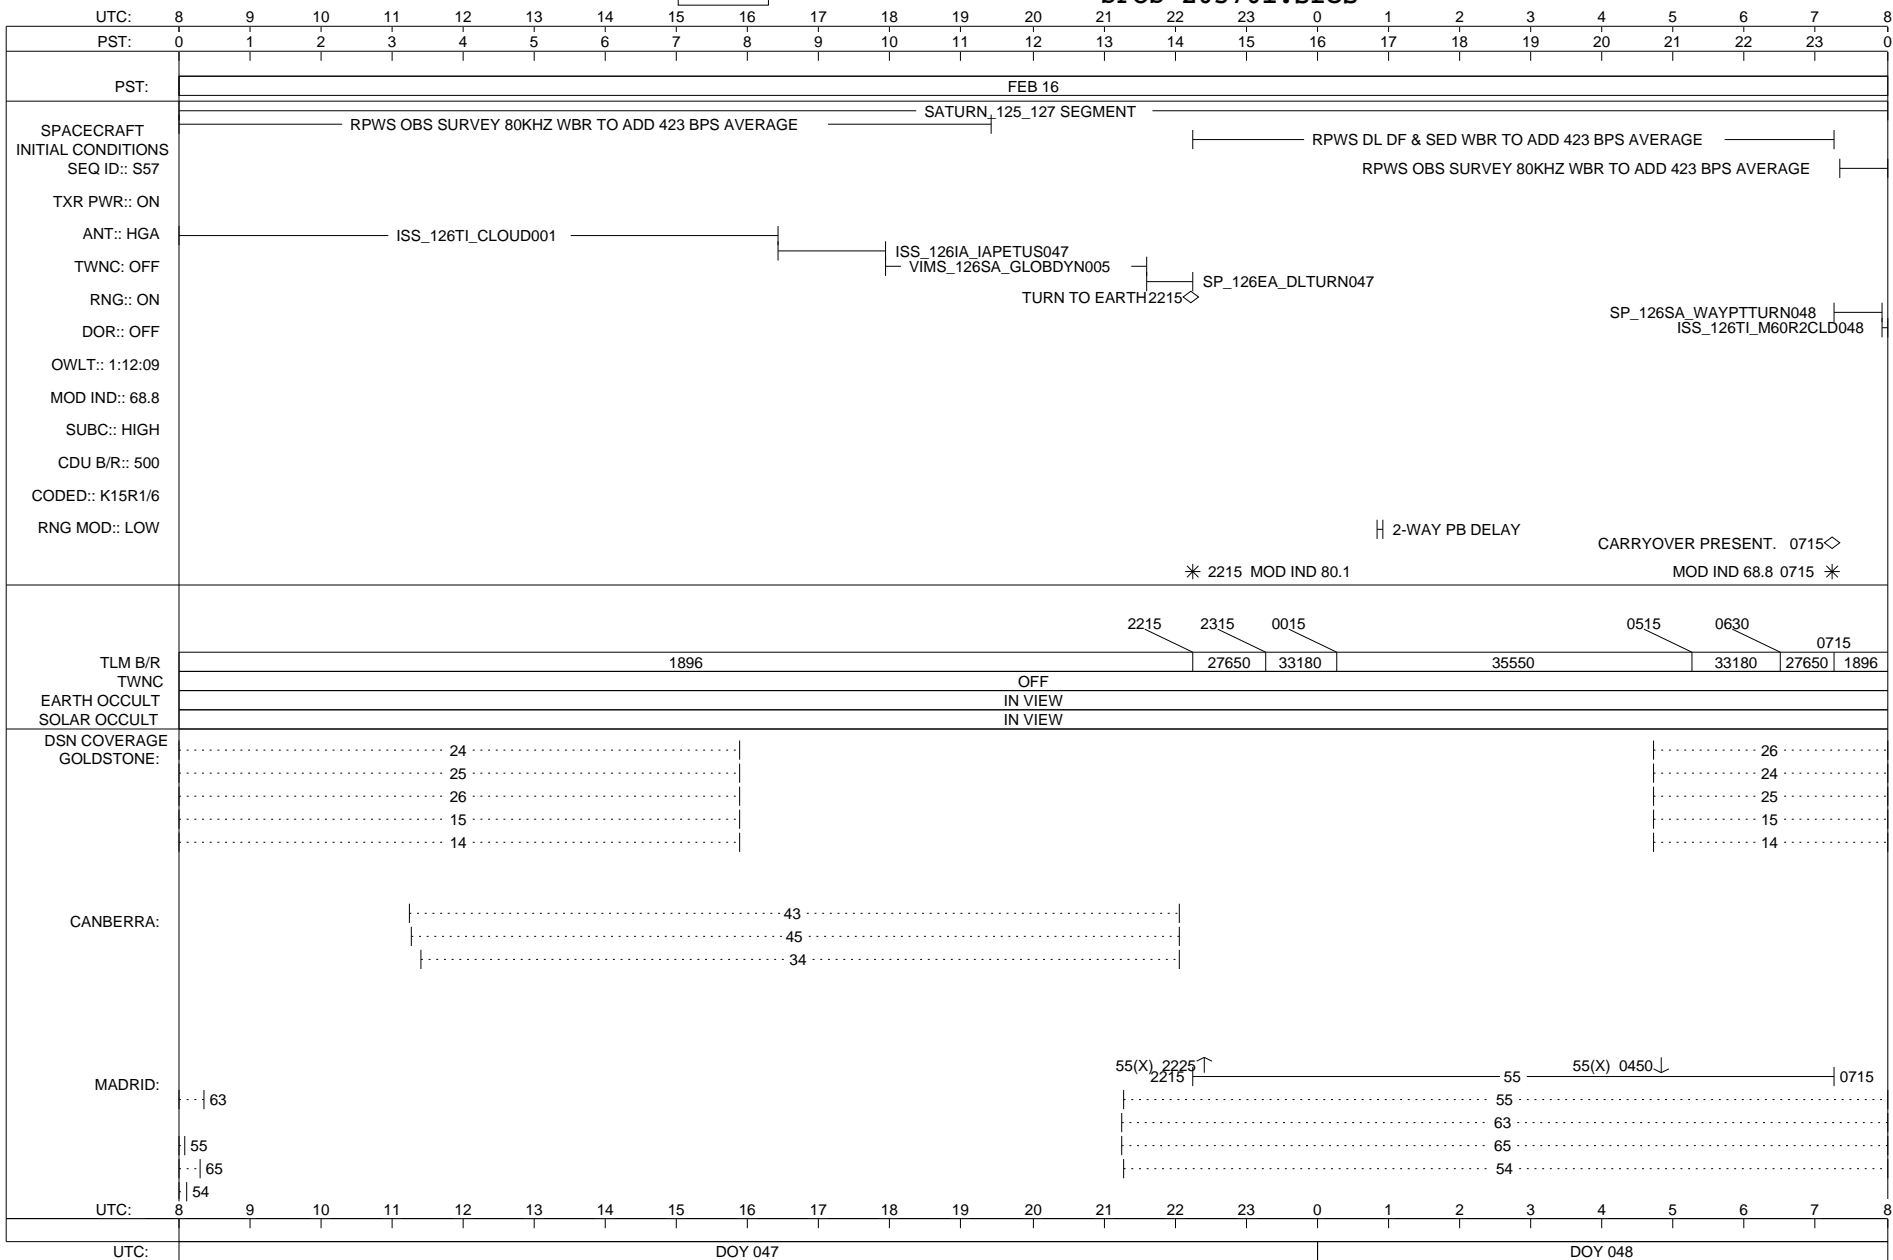 UTC: 8 9 10 11 12 13 14 15 16 17 18 19 20 21 22 23 0 1 2 3 4 5 6 7 8
PST: 0 1 2 3 4 5 6 7 8 9 10 11 12 13 14 15 16 17 18 19 20 21 22 23 0
PST: FEB 16
SATURN_125_127 SEGMENT
SPACECRAFT
INITIAL CONDITIONS
RPWS OBS SURVEY 80KHZ WBR TO ADD 423 BPS AVERAGE
RPWS DL DF & SED WBR TO ADD 423 BPS AVERAGE
SEQ ID:: S57
RPWS OBS SURVEY 80KHZ WBR TO ADD 423 BPS AVERAGE
TXR PWR:: ON
ANT:: HGA
ISS_126TI_CLOUD001
ISS_126IA_IAPETUS047
TWNC: OFF
VIMS_126SA_GLOBDYN005
SP_126EA_DLTURN047
RNG:: ON
TURN TO EARTH 2215
SP_126SA_WAYPTTURN048
DOR:: OFF
ISS_126TI_M60R2CLD048
OWLT:: 1:12:09
MOD IND:: 68.8
SUBC:: HIGH
CDU B/R:: 500
CODED:: K15R1/6
RNG MOD:: LOW
2-WAY PB DELAY
CARRYOVER PRESENT. 0715
2215 MOD IND 80.1
MOD IND 68.8 0715
2215 2315 0015 0515 0630
0715
TLM B/R 1896 27650 33180 35550 33180 27650 1896
TWNC OFF
EARTH OCCULT IN VIEW
SOLAR OCCULT IN VIEW
DSN COVERAGE
GOLDSTONE:
24 26
25 24
26 25
15 15
14 14
CANBERRA:
43
45
34
MADRID:
55(X) 2225 55(X) 0450
2215 55 0715
63 55
63
55 65
65 54
54
UTC: 8 9 10 11 12 13 14 15 16 17 18 19 20 21 22 23 0 1 2 3 4 5 6 7 8
UTC: DOY 047 DOY 048